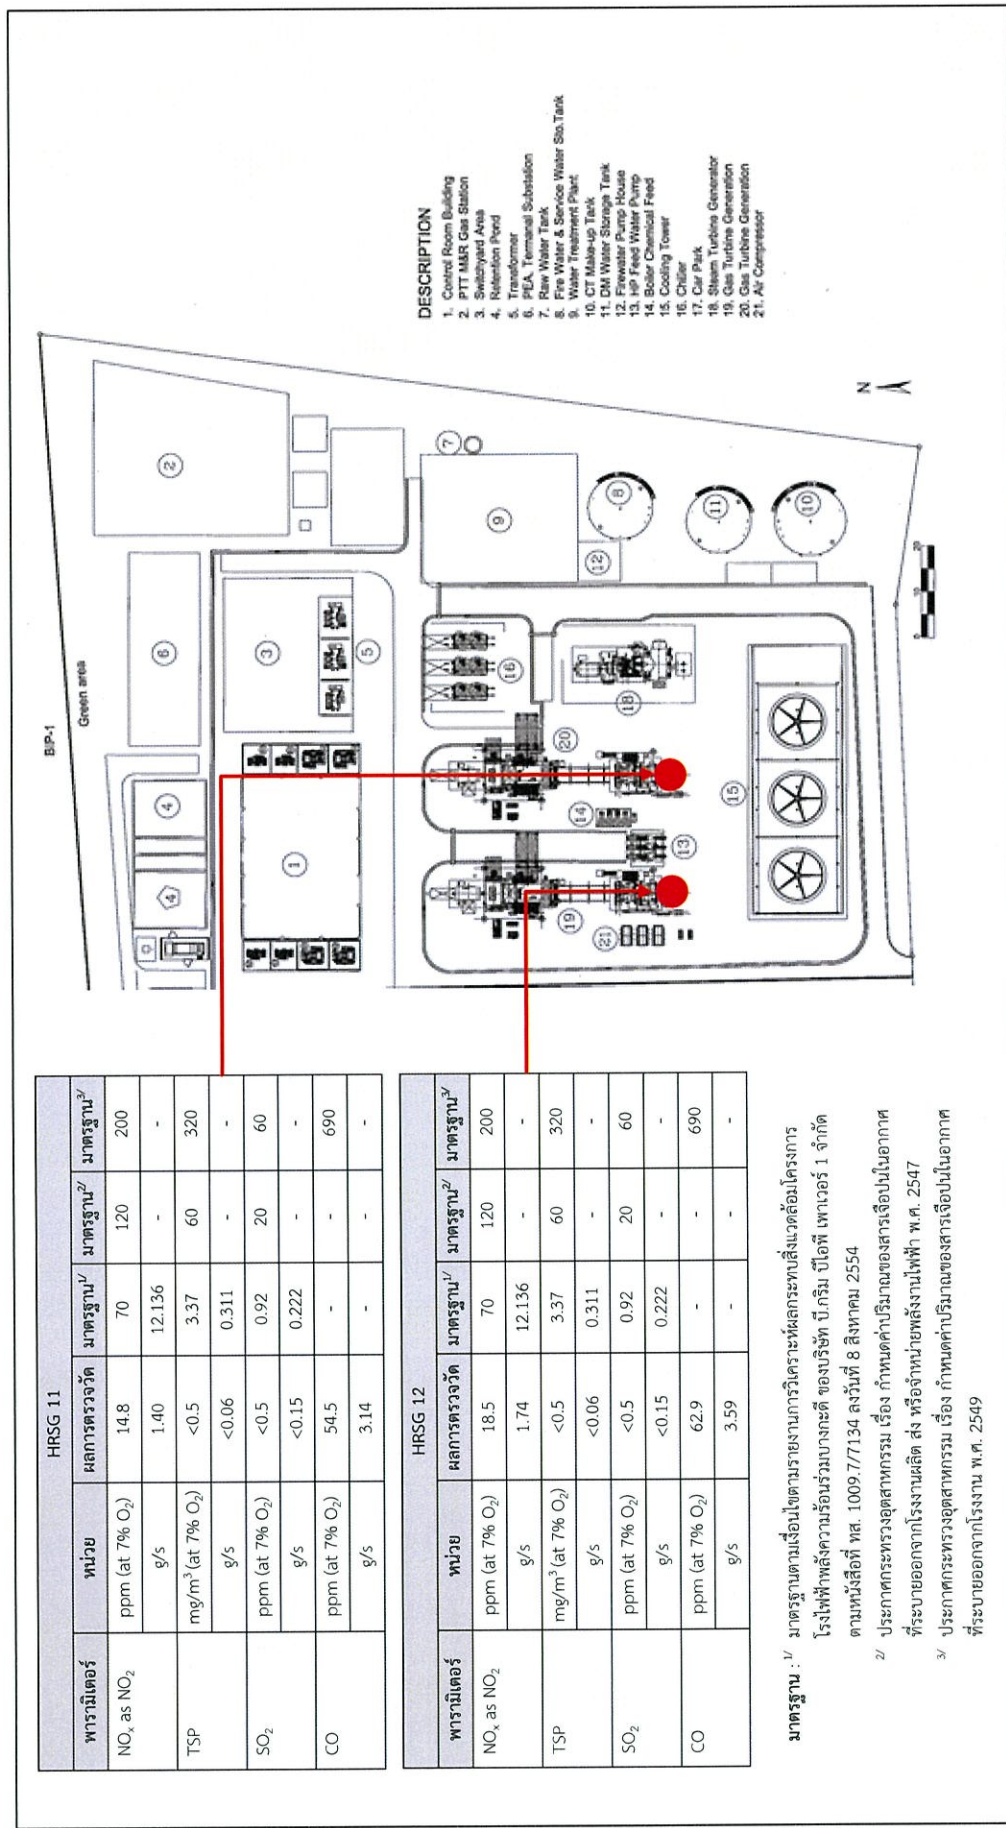 HRSG 11
พารามิเตอร์ หน่วย ผลการตรวจวัด มาตรฐาน1/ มาตรฐาน2/ มาตรฐาน3/
NOx as NO2 ppm (at 7% O2) 14.8 70 120 200
g/s 1.40 12.136 - -
TSP mg/m3 (at 7% O2) <0.5 3.37 60 320
g/s <0.06 0.311 - -
SO2 ppm (at 7% O2) <0.5 0.92 20 60
g/s <0.15 0.222 - -
CO ppm (at 7% O2) 54.5 - - 690
g/s 3.14 - - -
HRSG 12
พารามิเตอร์ หน่วย ผลการตรวจวัด มาตรฐาน1/ มาตรฐาน2/ มาตรฐาน3/
NOx as NO2 ppm (at 7% O2) 18.5 70 120 200
g/s 1.74 12.136 - -
TSP mg/m3 (at 7% O2) <0.5 3.37 60 320
g/s <0.06 0.311 - -
SO2 ppm (at 7% O2) <0.5 0.92 20 60
g/s <0.15 0.222 - -
CO ppm (at 7% O2) 62.9 - - 690
g/s 3.59 - - -
มาตรฐาน : 1/ มาตรฐานตามเงื่อนไขตามรายงานการวิเคราะห์ผลกระทบสิ่งแวดล้อมโครงการ
โรงไฟฟ้าพลังความร้อนร่วมบางกะดี ของบริษัท บี.กริม บีไอพี เพาเวอร์ 1 จำกัด
ตามหนังสือที่ ทส. 1009.7/7134 ลงวันที่ 8 สิงหาคม 2554
2/ ประกาศกระทรวงอุตสาหกรรม เรื่อง กำหนดค่าปริมาณของสารเจือปนในอากาศ
ที่ระบายออกจากโรงงานผลิต ส่ง หรือจำหน่ายพลังงานไฟฟ้า พ.ศ. 2547
3/ ประกาศกระทรวงอุตสาหกรรม เรื่อง กำหนดค่าปริมาณของสารเจือปนในอากาศ
ที่ระบายออกจากโรงงาน พ.ศ. 2549
BIP-1
Green area
4
4
6
2
1
3
5
7
9
8
12
11
10
16
18
20
19
14
13
21
15
N
0 10 20
DESCRIPTION
1. Control Room Building
2. PTT M&R Gas Station
3. Switchyard Area
4. Retention Pond
5. Transformer
6. PEA. Termanal Substation
7. Raw Water Tank
8. Fire Water & Service Water Sto.Tank
9. Water Treatment Plant
10. CT Make-up Tank
11. DM Water Storage Tank
12. Firewater Pump House
13. HP Feed Water Pump
14. Boiler Chemical Feed
15. Cooling Tower
16. Chiller
17. Car Park
18. Steam Turbine Generator
19. Gas Turbine Generation
20. Gas Turbine Generation
21. Air Compressor